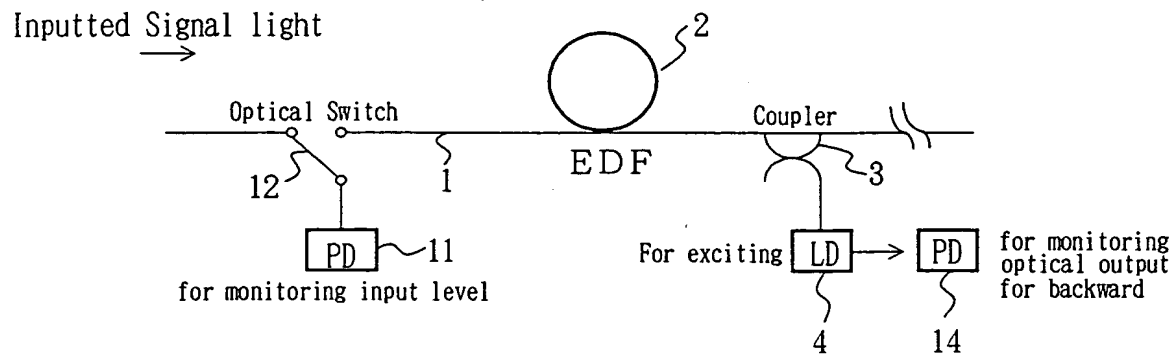 Inputted Signal light
2
Optical Switch
Coupler
12
1
EDF
3
PD
11
for monitoring input level
For exciting
LD
PD
for monitoring
optical output
for backward
4
14